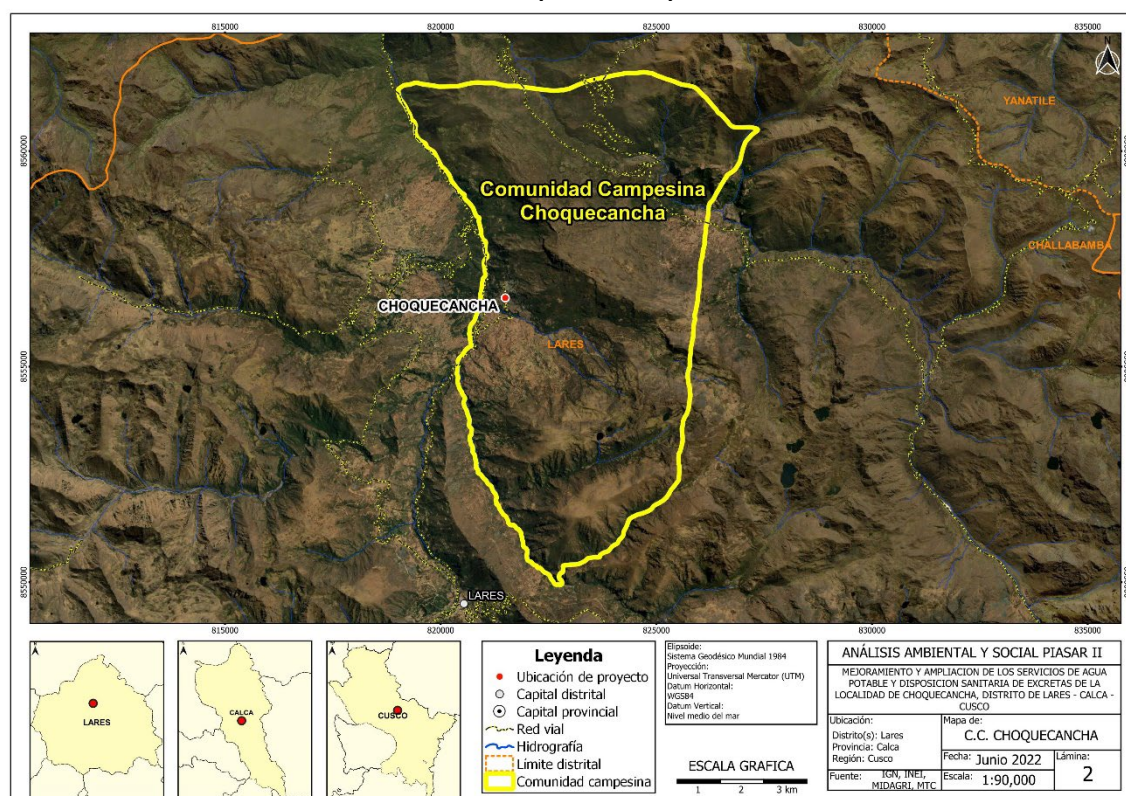 815000
820000
825000
830000
835000
N
YANATILE
8560000
8560000
Comunidad Campesina
Choquecancha
CHALLABAMBA
CHOQUECANCHA
LARES
8555000
8555000
8550000
8550000
LARES
815000
820000
825000
830000
835000
LARES
CALCA
CUSCO
Leyenda
Ubicación de proyecto
Capital distrital
Capital provincial
Red vial
Hidrografía
Límite distrital
Comunidad campesina
Elipsoide:
Sistema Geodésico Mundial 1984
Proyección:
Universal Transversal Mercator (UTM)
Datum Horizontal:
WGS84
Datum Vertical:
Nivel medio del mar
ESCALA GRAFICA
1 2 3 km
ANÁLISIS AMBIENTAL Y SOCIAL PIASAR II
MEJORAMIENTO Y AMPLIACION DE LOS SERVICIOS DE AGUA
POTABLE Y DISPOSICION SANITARIA DE EXCRETAS DE LA
LOCALIDAD DE CHOQUECANCHA, DISTRITO DE LARES - CALCA -
CUSCO
Ubicación:
Distrito(s): Lares
Provincia: Calca
Región: Cusco
Mapa de:
C.C. CHOQUECANCHA
Fecha: Junio 2022
Lámina:
2
Fuente: IGN, INEI,
MIDAGRI, MTC
Escala: 1:90,000